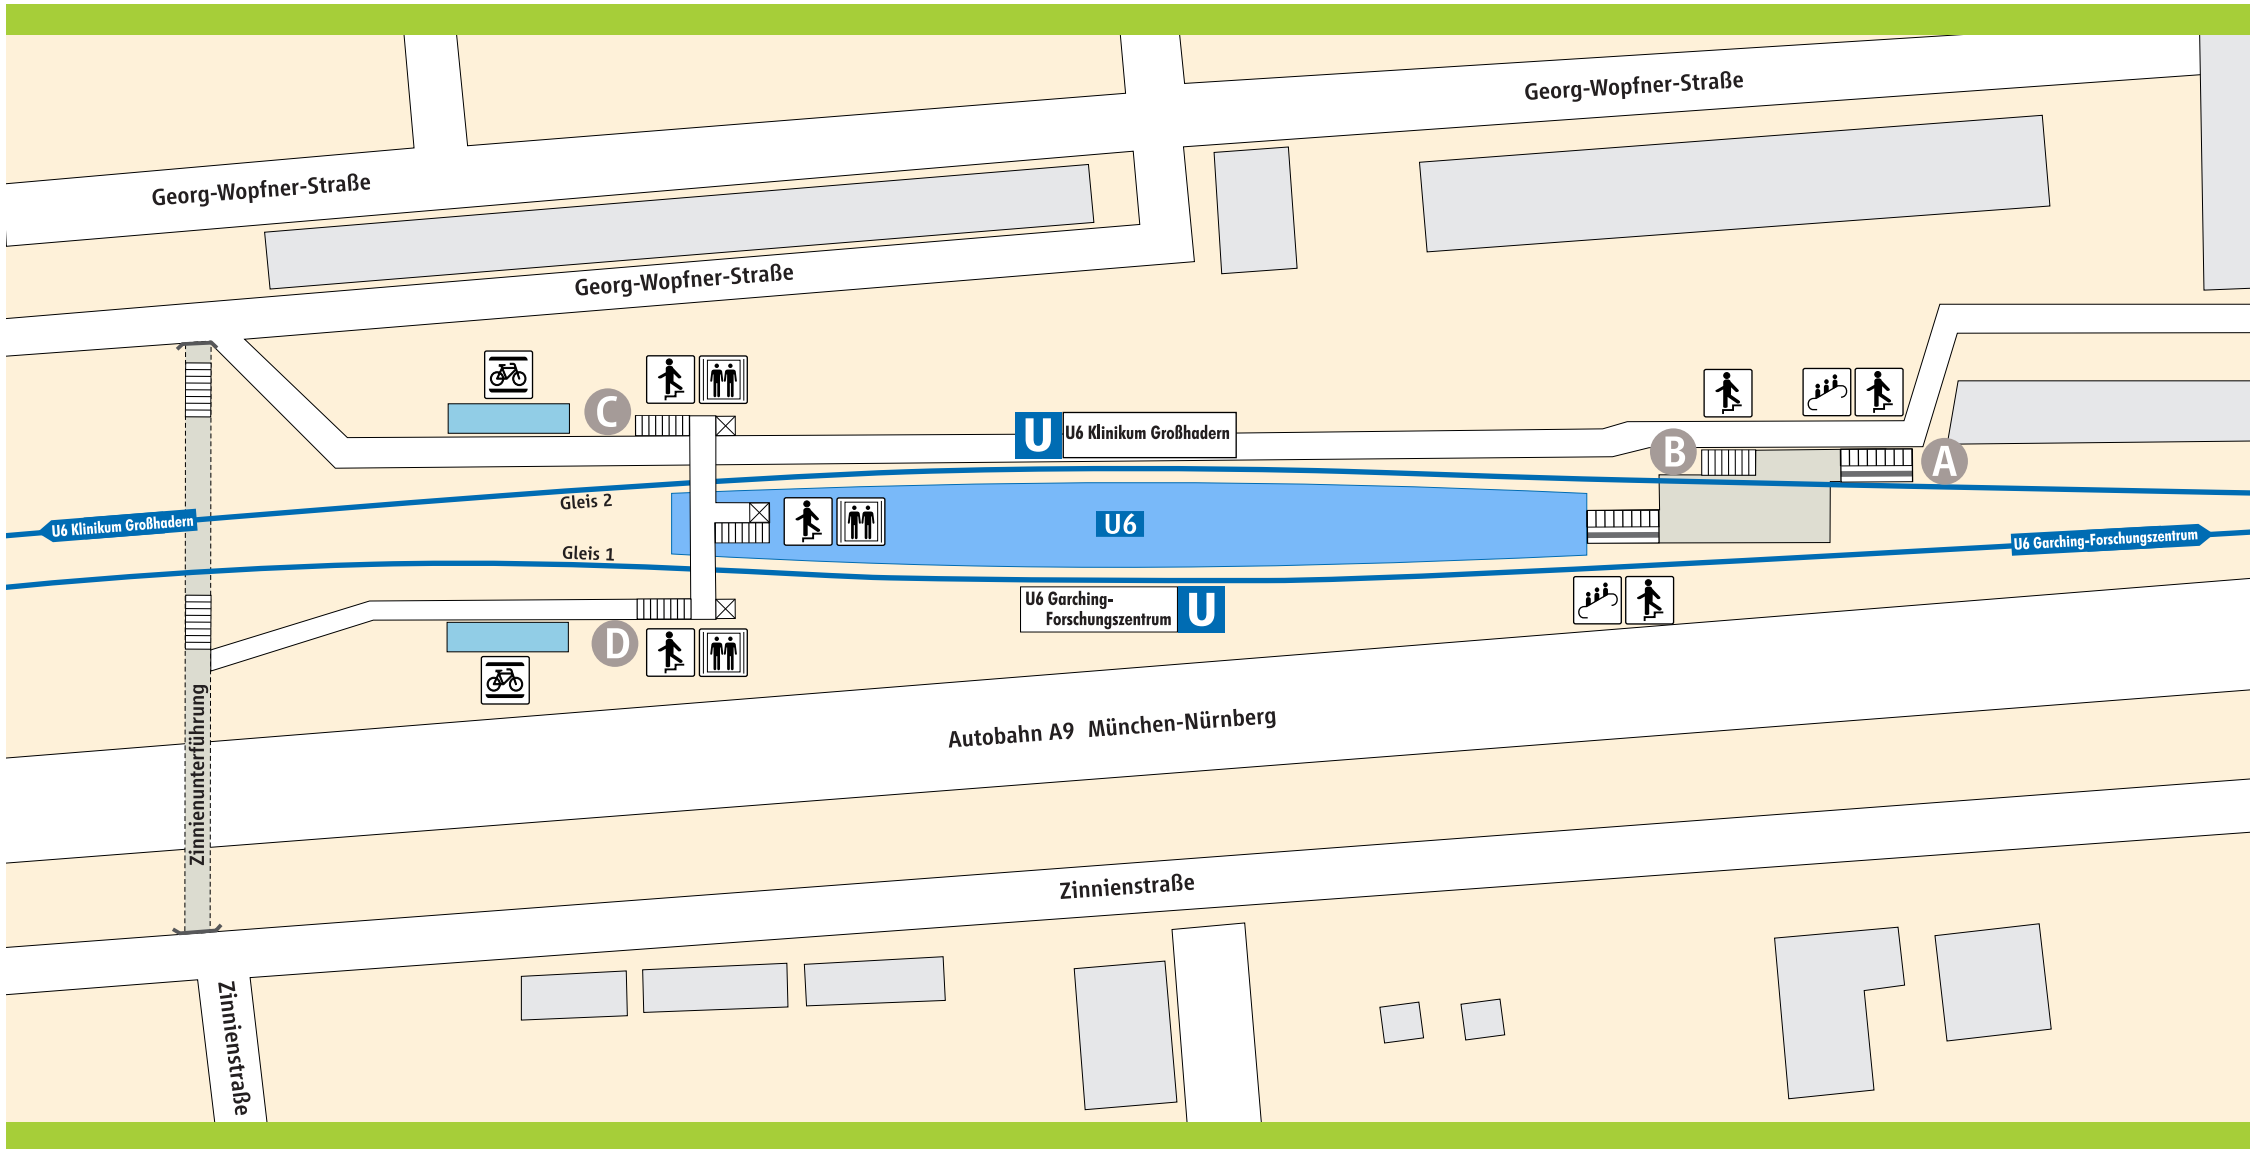 Georg-Wopfner-Straße
Georg-Wopfner-Straße
Georg-Wopfner-Straße
C
U U6 Klinikum Großhadern
B
A
Gleis 2
U6 Klinikum Großhadern
U6
Gleis 1
U6 Garching-Forschungszentrum
U6 Garching-
Forschungszentrum
U
D
Zinnienunterführung
Autobahn A9 München-Nürnberg
Zinnienstraße
Zinnienstraße